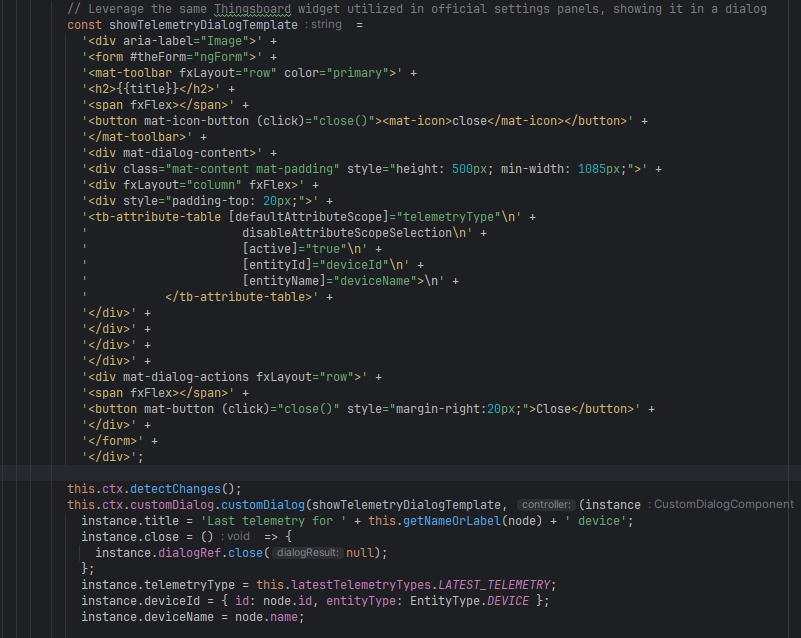 // Leverage the same Thingsboard widget utilized in official settings panels, showing it in a dialog
const showTelemetryDialogTemplate : string =
'<div aria-label="Image">' +
'<form #theForm="ngForm">' +
'<mat-toolbar fxLayout="row" color="primary">' +
'<h2>{{title}}</h2>' +
'<span fxFlex></span>' +
'<button mat-icon-button (click)="close()"><mat-icon>close</mat-icon></button>' +
'</mat-toolbar>' +
'<div mat-dialog-content>' +
'<div class="mat-content mat-padding" style="height: 500px; min-width: 1085px;">' +
'<div fxLayout="column" fxFlex>' +
'<div style="padding-top: 20px;">' +
'<tb-attribute-table [defaultAttributeScope]="telemetryType"\n' +
'                     disableAttributeScopeSelection\n' +
'                     [active]="true"\n' +
'                     [entityId]="deviceId"\n' +
'                     [entityName]="deviceName">\n' +
'          </tb-attribute-table>' +
'</div>' +
'</div>' +
'</div>' +
'</div>' +
'<div mat-dialog-actions fxLayout="row">' +
'<span fxFlex></span>' +
'<button mat-button (click)="close()" style="margin-right:20px;">Close</button>' +
'</div>' +
'</form>' +
'</div>';
this.ctx.detectChanges();
this.ctx.customDialog.customDialog(showTelemetryDialogTemplate, controller: (instance : CustomDialogComponent
instance.title = 'Last telemetry for ' + this.getNameOrLabel(node) + ' device';
instance.close = () : void => {
instance.dialogRef.close( dialogResult: null);
};
instance.telemetryType = this.latestTelemetryTypes.LATEST_TELEMETRY;
instance.deviceId = { id: node.id, entityType: EntityType.DEVICE };
instance.deviceName = node.name;